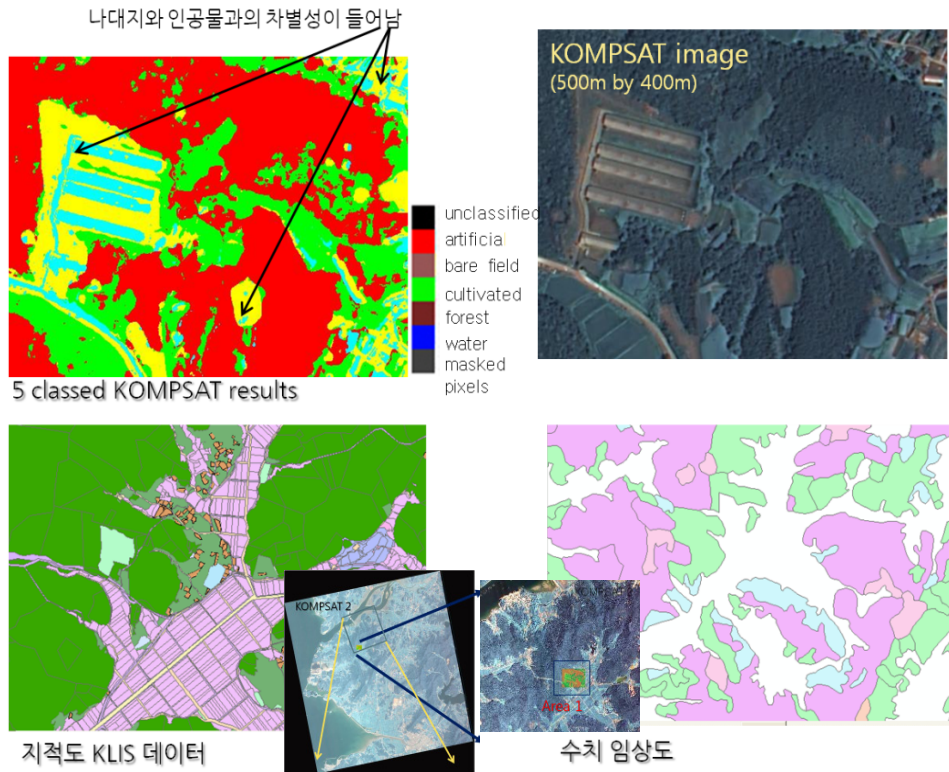 나대지와 인공물과의 차별성이 들어남
KOMPSAT image
(500m by 400m)
unclassified
artificial
bare field
cultivated
forest
water
masked
pixels
5 classed KOMPSAT results
KOMPSAT 2
Area 1
지적도 KLIS 데이터
수치 임상도